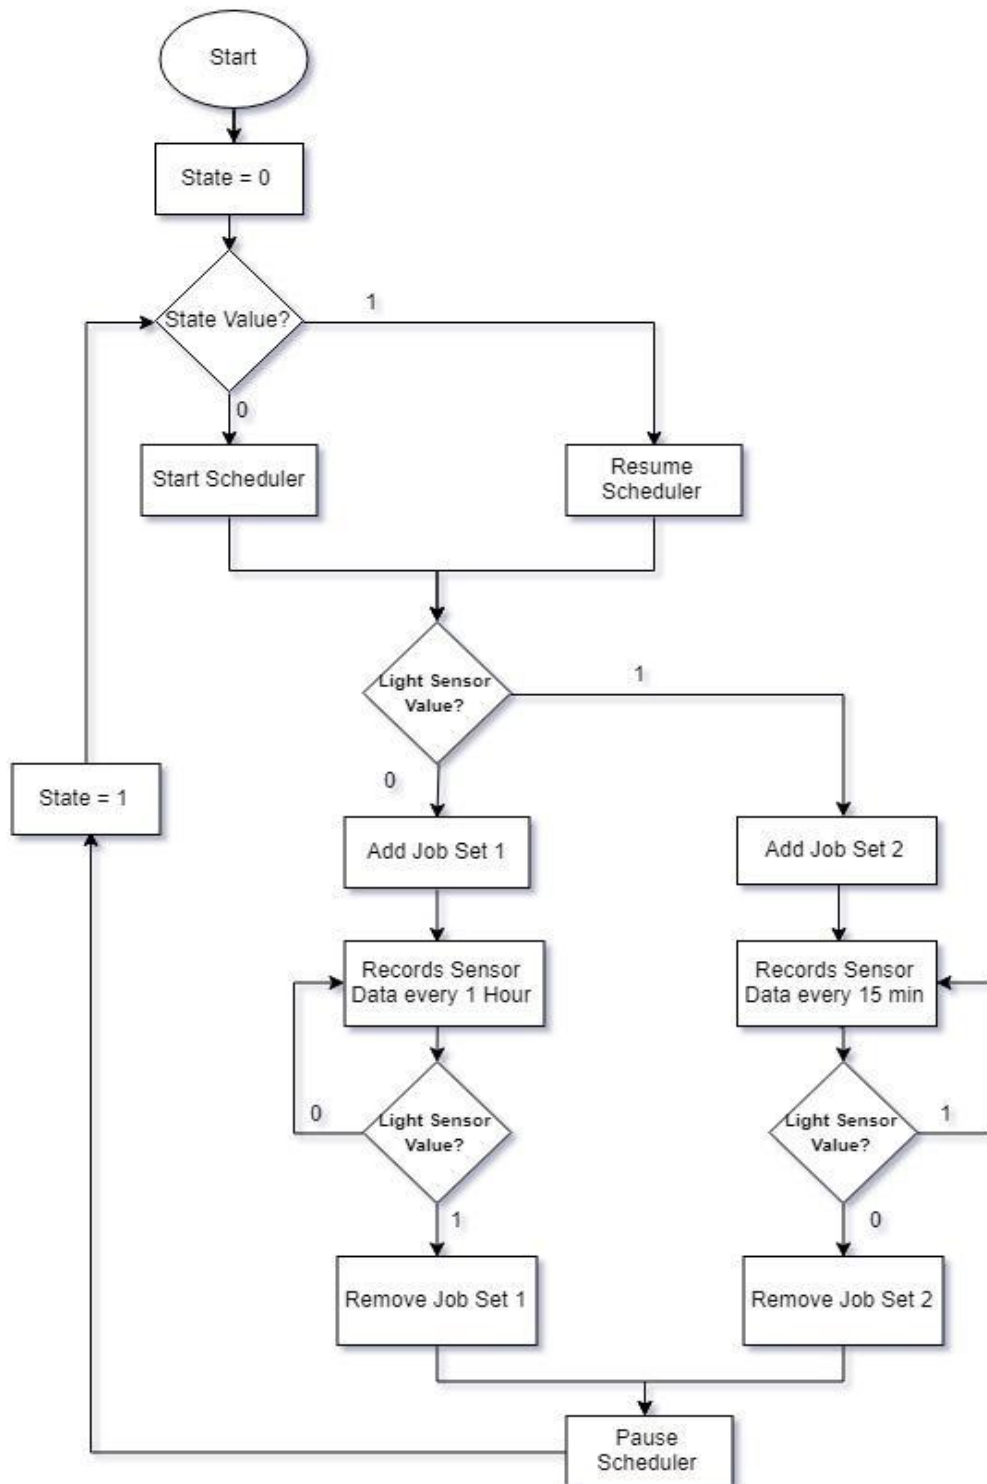 Start
State = 0
State Value?
1
0
Start Scheduler
Resume
Scheduler
Light Sensor
Value?
1
0
State = 1
Add Job Set 1
Add Job Set 2
Records Sensor
Data every 1 Hour
Records Sensor
Data every 15 min
Light Sensor
Value?
0
1
Light Sensor
Value?
1
0
Remove Job Set 1
Remove Job Set 2
Pause
Scheduler